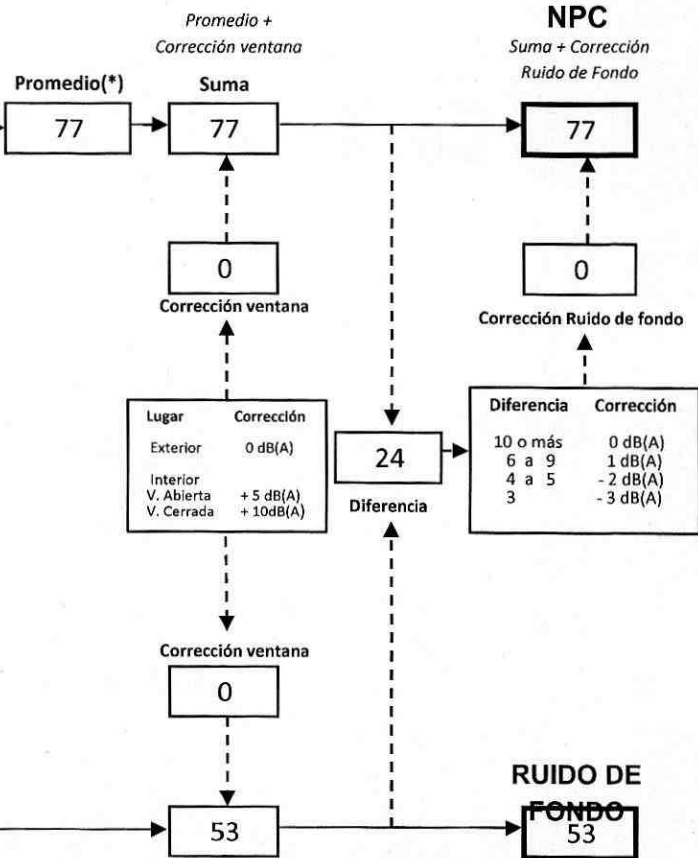 Promedio +
Corrección ventana
NPC
Suma + Corrección
Ruido de Fondo
Promedio(*)
Suma
77
77
77
0
0
Corrección ventana
Corrección Ruido de fondo
Lugar Corrección
Exterior 0 dB(A)
Interior
V. Abierta + 5 dB(A)
V. Cerrada + 10dB(A)
24
Diferencia
Diferencia Corrección
10 o más 0 dB(A)
6 a 9 1 dB(A)
4 a 5 - 2 dB(A)
3 - 3 dB(A)
Corrección ventana
0
RUIDO DE
FONDO
53
53